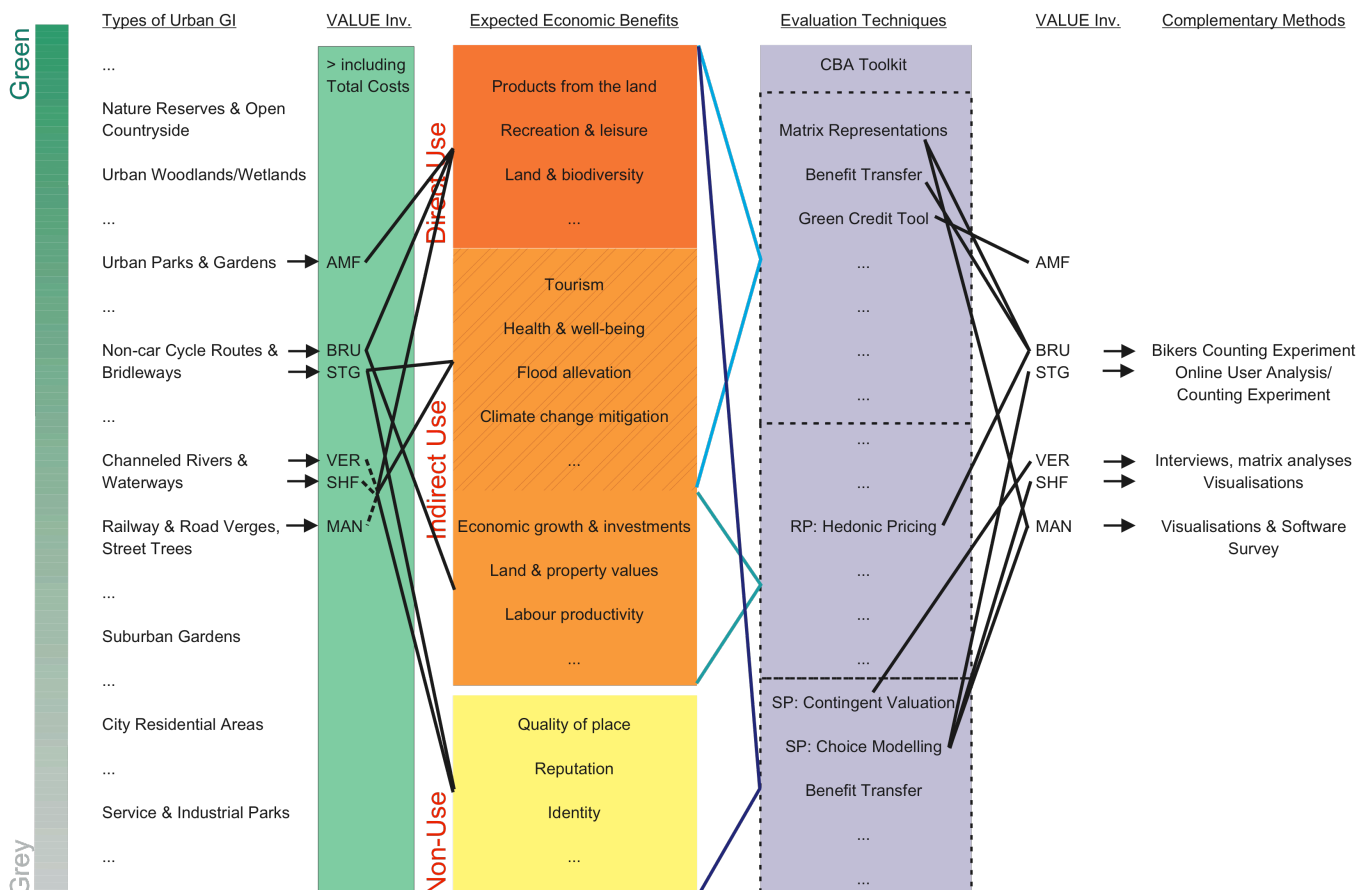 Types of Urban GI
VALUE Inv.
Expected Economic Benefits
Evaluation Techniques
VALUE Inv.
Complementary Methods
Green
Grey
...
Nature Reserves & Open
Countryside
Urban Woodlands/Wetlands
...
Urban Parks & Gardens
...
Non-car Cycle Routes &
Bridleways
...
Channeled Rivers &
Waterways
Railway & Road Verges,
Street Trees
...
Suburban Gardens
...
City Residential Areas
...
Service & Industrial Parks
...
> including
Total Costs
AMF
BRU
STG
VER
SHF
MAN
Direct Use
Indirect Use
Non-Use
Products from the land
Recreation & leisure
Land & biodiversity
...
Tourism
Health & well-being
Flood allevation
Climate change mitigation
...
Economic growth & investments
Land & property values
Labour productivity
...
Quality of place
Reputation
Identity
...
CBA Toolkit
Matrix Representations
Benefit Transfer
Green Credit Tool
...
...
...
...
...
...
RP: Hedonic Pricing
...
...
...
SP: Contingent Valuation
SP: Choice Modelling
Benefit Transfer
...
...
AMF
BRU
STG
VER
SHF
MAN
Bikers Counting Experiment
Online User Analysis/
Counting Experiment
Interviews, matrix analyses
Visualisations
Visualisations & Software
Survey